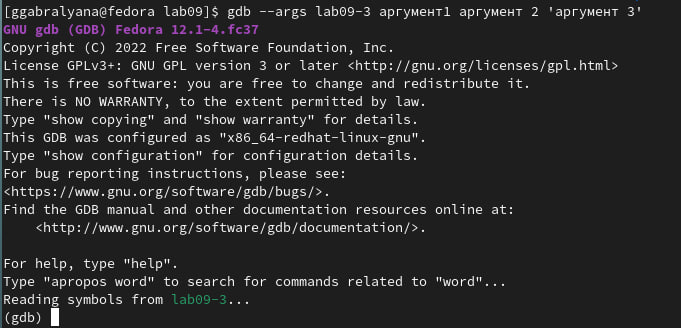 [ggabralyana@fedora lab09]$ gdb --args lab09-3 аргумент1 аргумент 2 'аргумент 3'
GNU gdb (GDB) Fedora 12.1-4.fc37
Copyright (C) 2022 Free Software Foundation, Inc.
License GPLv3+: GNU GPL version 3 or later <http://gnu.org/licenses/gpl.html>
This is free software: you are free to change and redistribute it.
There is NO WARRANTY, to the extent permitted by law.
Type "show copying" and "show warranty" for details.
This GDB was configured as "x86_64-redhat-linux-gnu".
Type "show configuration" for configuration details.
For bug reporting instructions, please see:
<https://www.gnu.org/software/gdb/bugs/>.
Find the GDB manual and other documentation resources online at:
    <http://www.gnu.org/software/gdb/documentation/>.

For help, type "help".
Type "apropos word" to search for commands related to "word"...
Reading symbols from lab09-3...
(gdb)